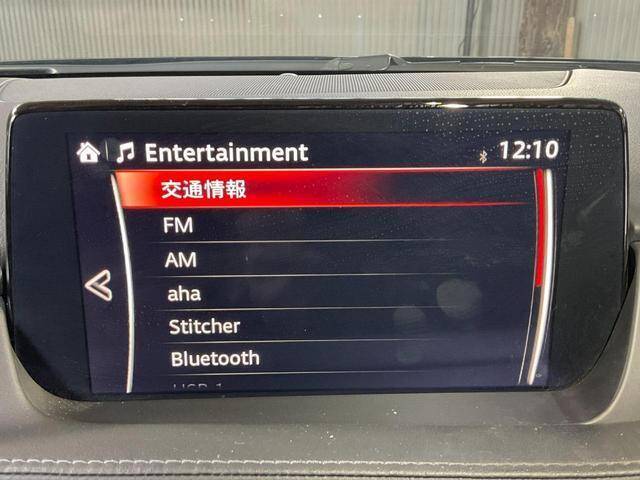 Entertainment 12:10
交通情報
FM
AM
aha
Stitcher
Bluetooth